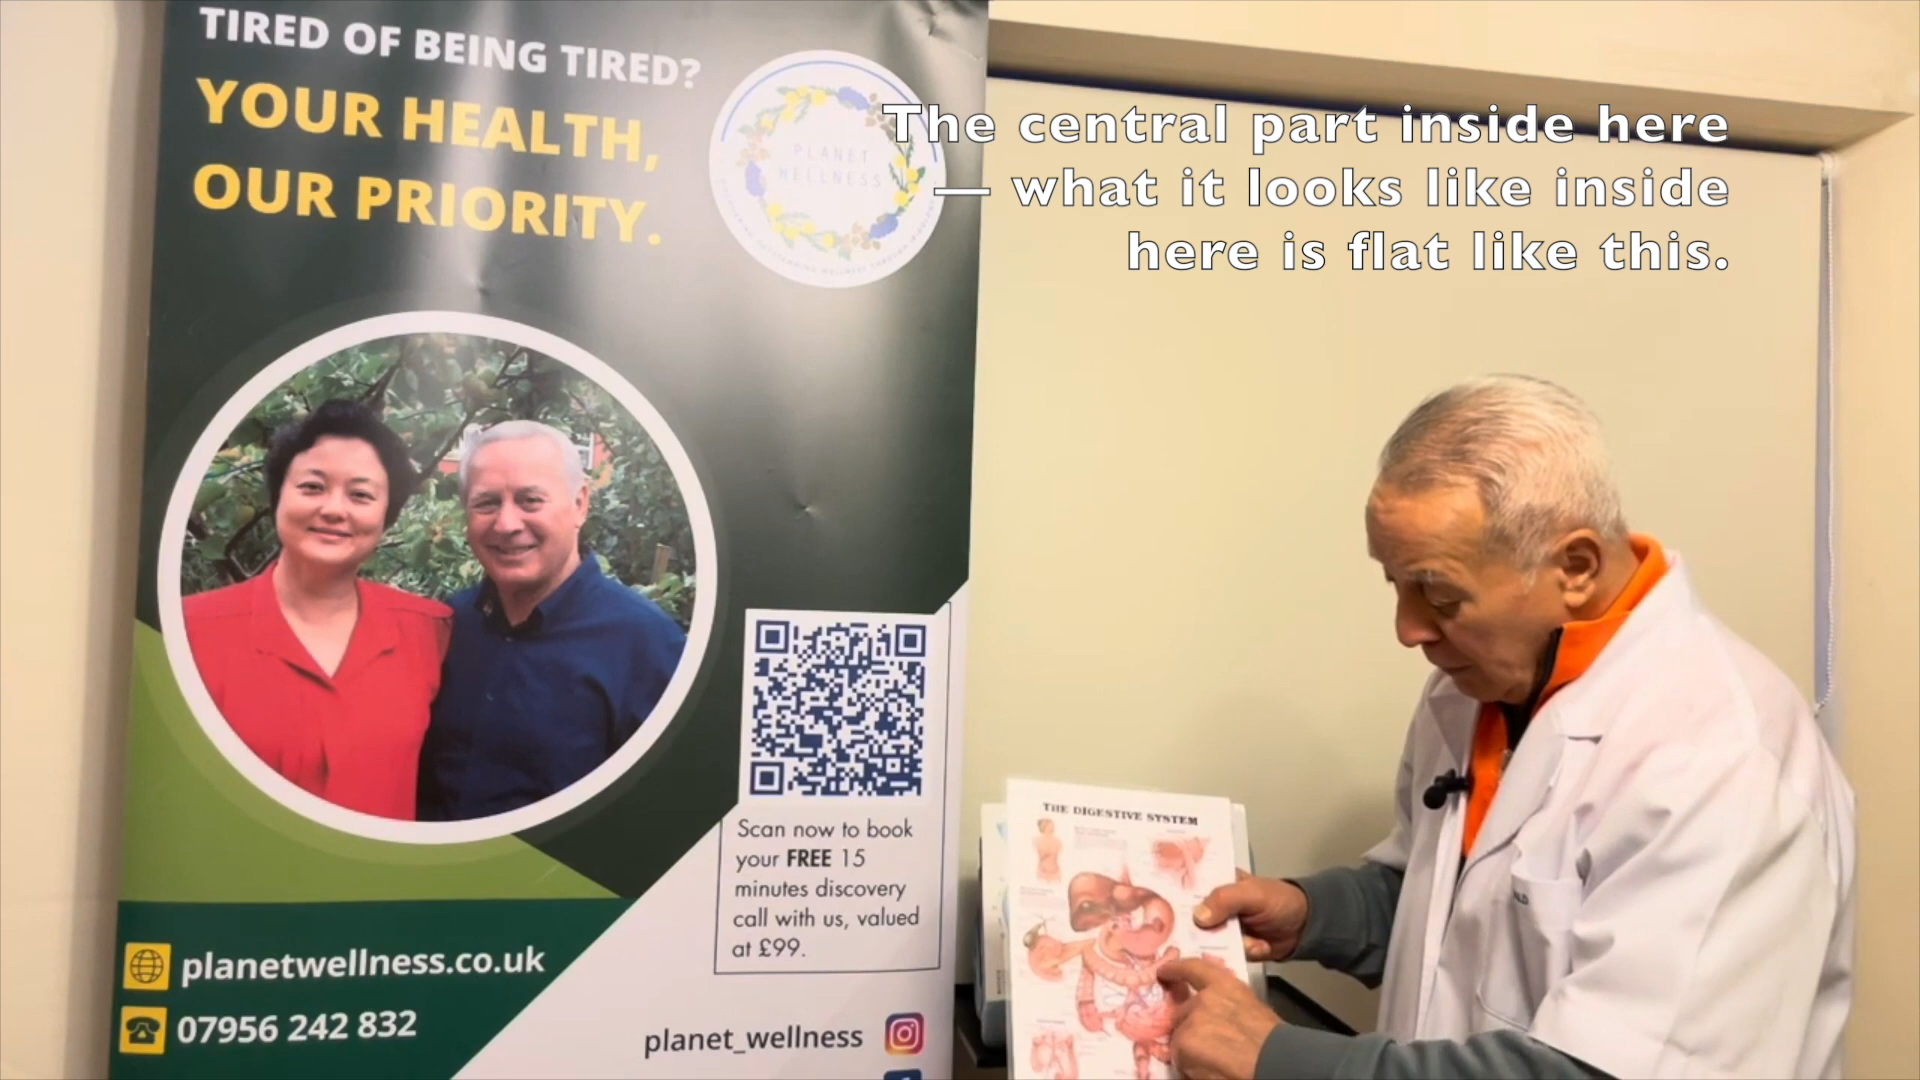 TIRED OF BEING TIRED?
YOUR HEALTH,
OUR PRIORITY.
PLANET
WELLNESS
The central part inside here
— what it looks like inside
here is flat like this.
Scan now to book
your FREE 15
minutes discovery
call with us, valued
at £99.
planetwellness.co.uk
07956 242 832
planet_wellness
THE DIGESTIVE SYSTEM